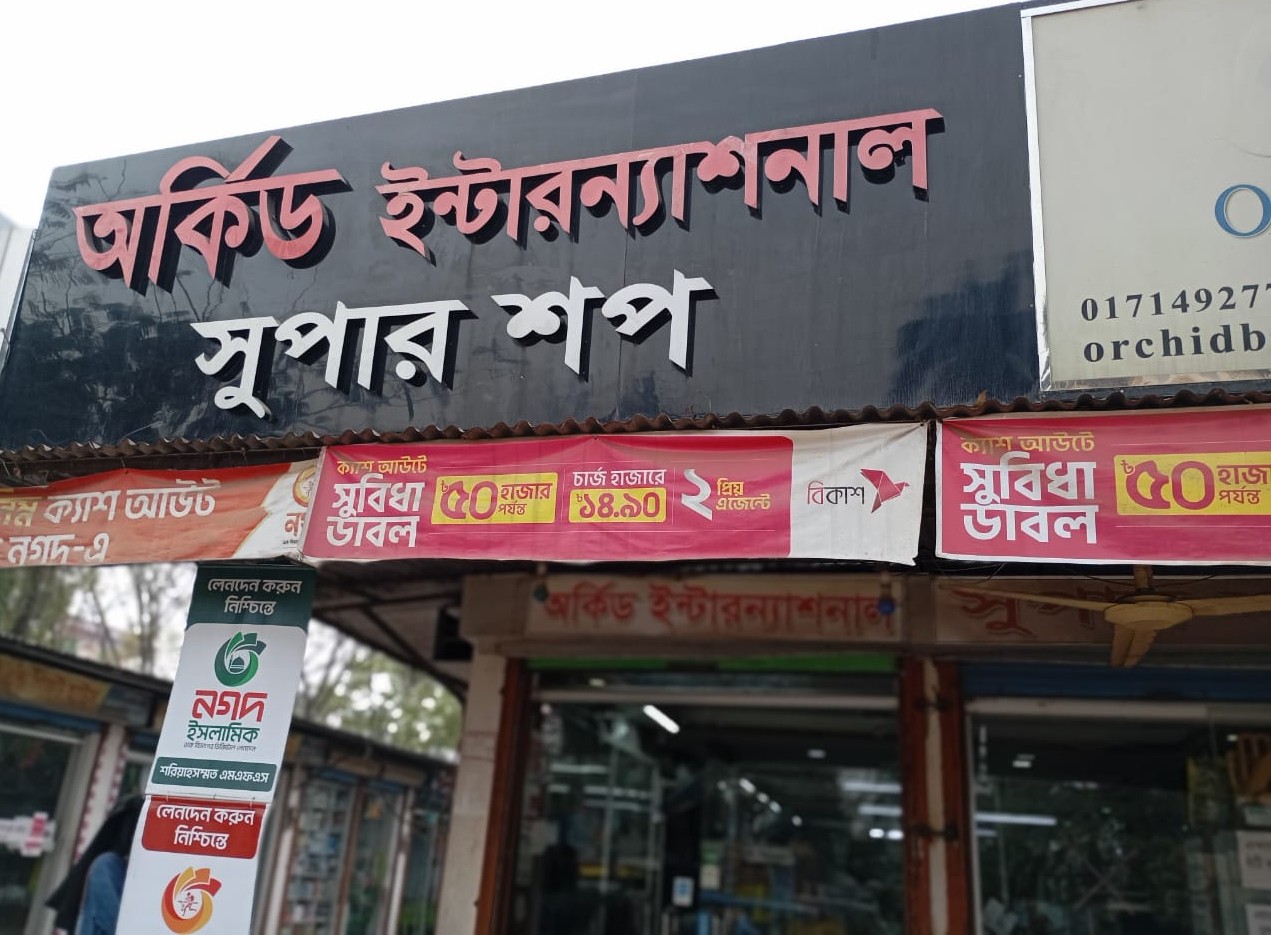 অর্কিড ইন্টারন্যাশনাল
সুপার শপ
01714927
orchidb
ক্যাশ আউট
নগদ-এ
ক্যাশ আউটে
সুবিধা
ডাবল
৳৫০ হাজার
পর্যন্ত
চার্জ হাজারে
৳১৪.৯০
২ প্রিয়
এজেন্টে
বিকাশ
ক্যাশ আউটে
সুবিধা
ডাবল
৳৫০ হাজা
পর্যন্ত
অর্কিড ইন্টারন্যাশনাল
সুপা
লেনদেন করুন
নিশ্চিন্তে
নগদ
ইসলামিক
শরিয়াহসম্মত এমএফএস
লেনদেন করুন
নিশ্চিন্তে